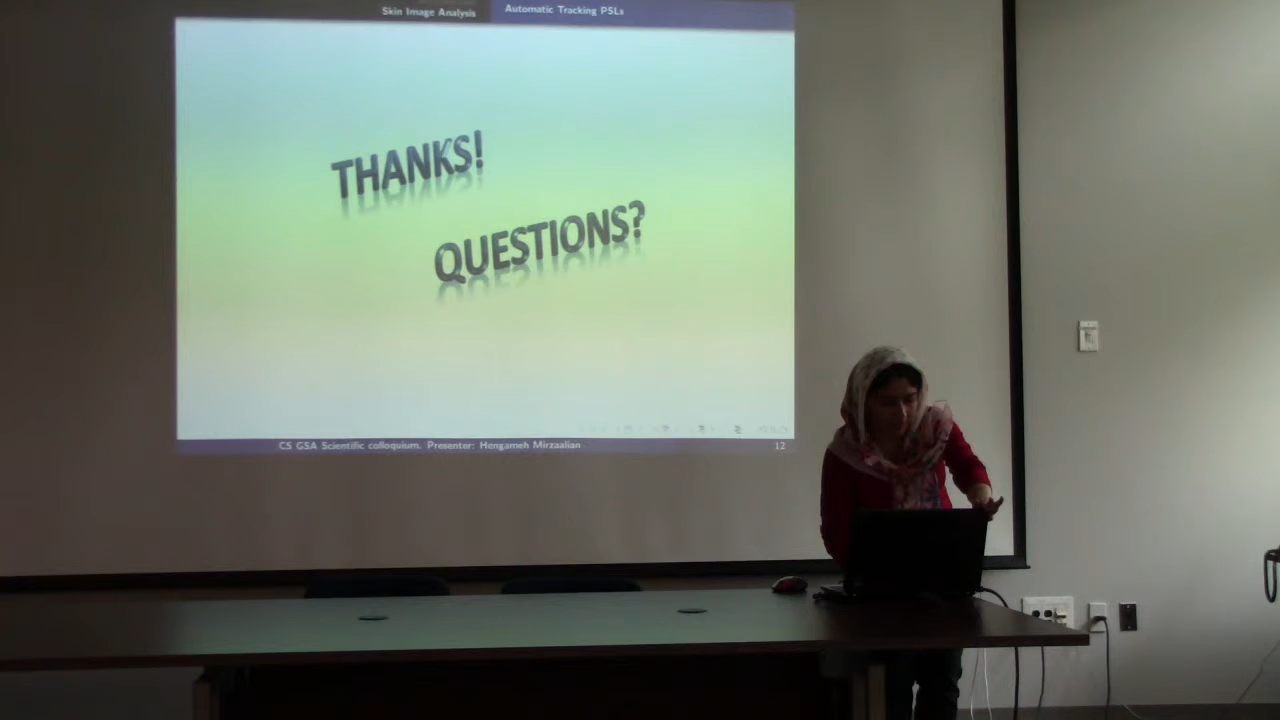 Skin Image Analysis
Automatic Tracking PSLs
THANKS!
QUESTIONS?
CS GSA Scientific colloquium. Presenter: Hengameh Mirzaalian
12